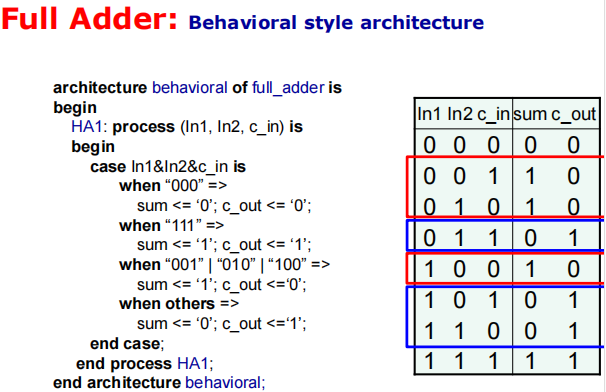 Full Adder: Behavioral style architecture
architecture behavioral of full_adder is
begin
HA1: process (In1, In2, c_in) is
begin
case In1&In2&c_in is
when “000” =>
sum <= ‘0’; c_out <= ‘0’;
when “111” =>
sum <= ‘1’; c_out <= ‘1’;
when “001” | “010” | “100” =>
sum <= ‘1’; c_out <=‘0’;
when others =>
sum <= ‘0’; c_out <=‘1’;
end case;
end process HA1;
end architecture behavioral;
In1 In2 c_in sum c_out
0 0 0 0 0
0 0 1 1 0
0 1 0 1 0
0 1 1 0 1
1 0 0 1 0
1 0 1 0 1
1 1 0 0 1
1 1 1 1 1